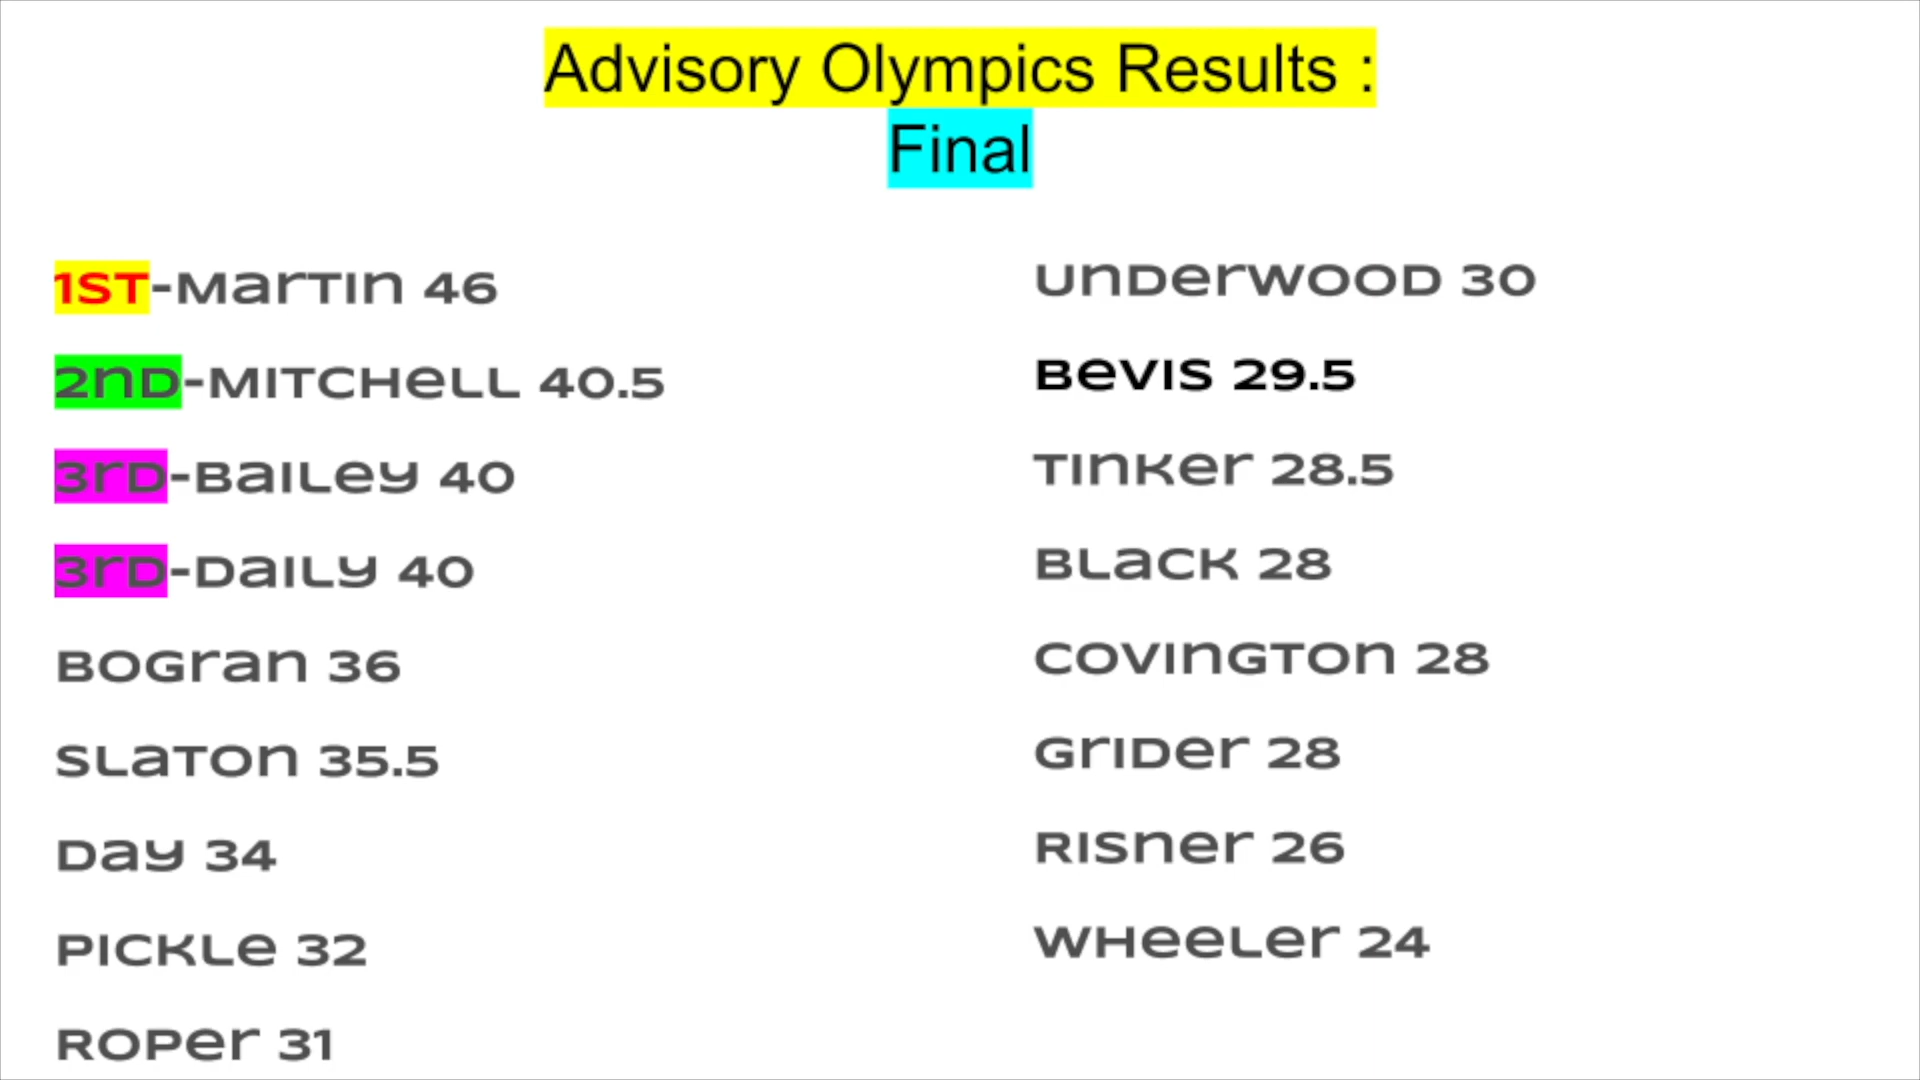 Advisory Olympics Results :
Final
1st-Martin 46
2nd-Mitchell 40.5
3rd-Bailey 40
3rd-Daily 40
Bogran 36
Slaton 35.5
Day 34
Pickle 32
Roper 31
Underwood 30
Bevis 29.5
Tinker 28.5
Black 28
Covington 28
Grider 28
Risner 26
Wheeler 24